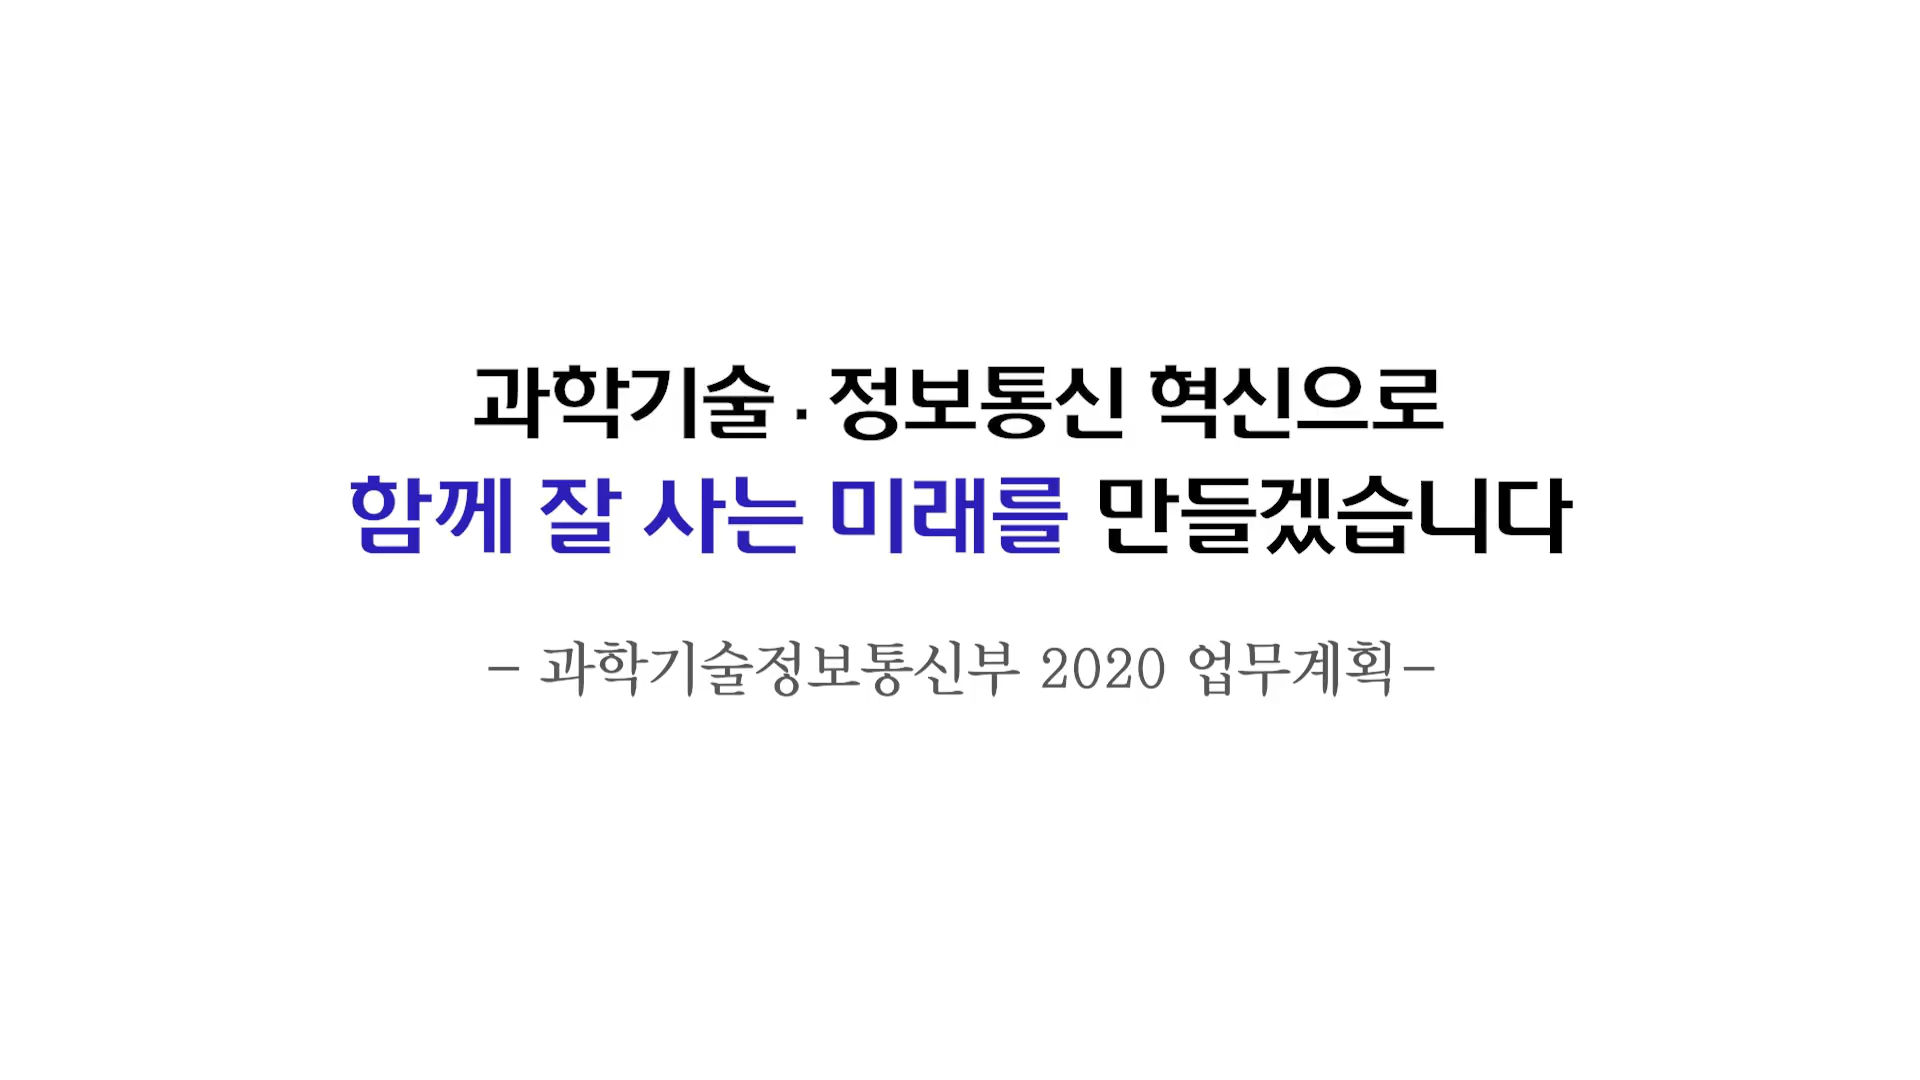 과학기술 · 정보통신 혁신으로
함께 잘 사는 미래를 만들겠습니다
- 과학기술정보통신부 2020 업무계획-